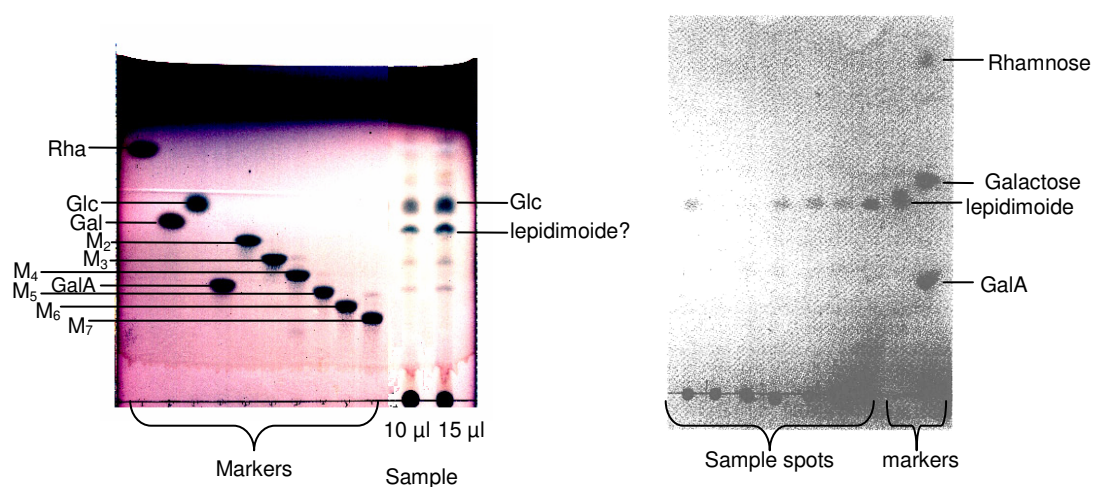 Rha
Glc
Gal
M2
M3
M4
GalA
M5
M6
M7
Glc
lepidimoide?
10 µl 15 µl
Markers
Sample
Rhamnose
Galactose
lepidimoide
GalA
Sample spots
markers